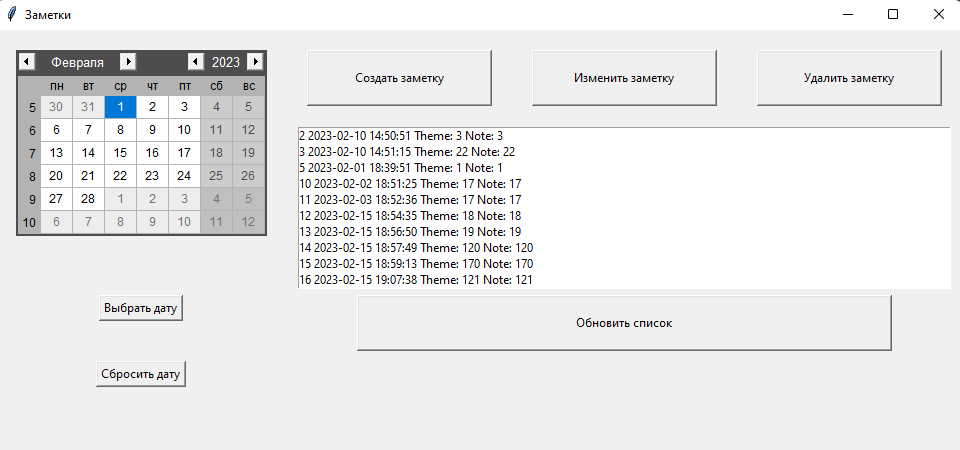 Заметки
Февраля 2023
пн вт ср чт пт сб вс
5 30 31 1 2 3 4 5
6 6 7 8 9 10 11 12
7 13 14 15 16 17 18 19
8 20 21 22 23 24 25 26
9 27 28 1 2 3 4 5
10 6 7 8 9 10 11 12
Выбрать дату
Сбросить дату
Создать заметку
Изменить заметку
Удалить заметку
2 2023-02-10 14:50:51 Theme: 3 Note: 3
3 2023-02-10 14:51:15 Theme: 22 Note: 22
5 2023-02-01 18:39:51 Theme: 1 Note: 1
10 2023-02-02 18:51:25 Theme: 17 Note: 17
11 2023-02-03 18:52:36 Theme: 17 Note: 17
12 2023-02-15 18:54:35 Theme: 18 Note: 18
13 2023-02-15 18:56:50 Theme: 19 Note: 19
14 2023-02-15 18:57:49 Theme: 120 Note: 120
15 2023-02-15 18:59:13 Theme: 170 Note: 170
16 2023-02-15 19:07:38 Theme: 121 Note: 121
Обновить список